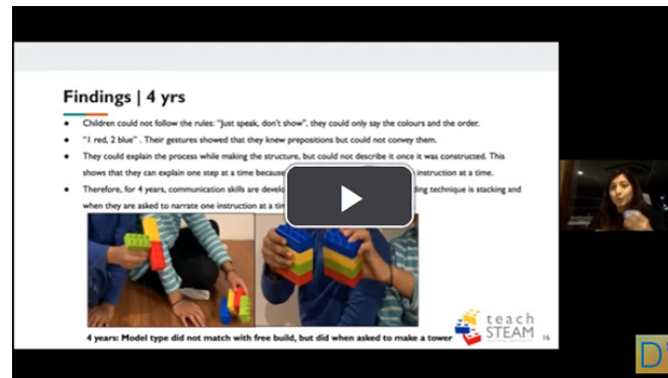 Findings | 4 yrs
Children could not follow the rules: "Just speak, don't show", they could only say the colours and the order.
"1 red, 2 blue" . Their gestures showed that they knew prepositions but could not convey them.
They could explain the process while making the structure, but could not describe it once it was constructed. This
shows that they can explain one step at a time because instruction at a time.
Therefore, for 4 years, communication skills are develo ding technique is stacking and
when they are asked to narrate one instruction at a tim
4 years: Model type did not match with free build, but did when asked to make a tower
teach
STEAM
16
D